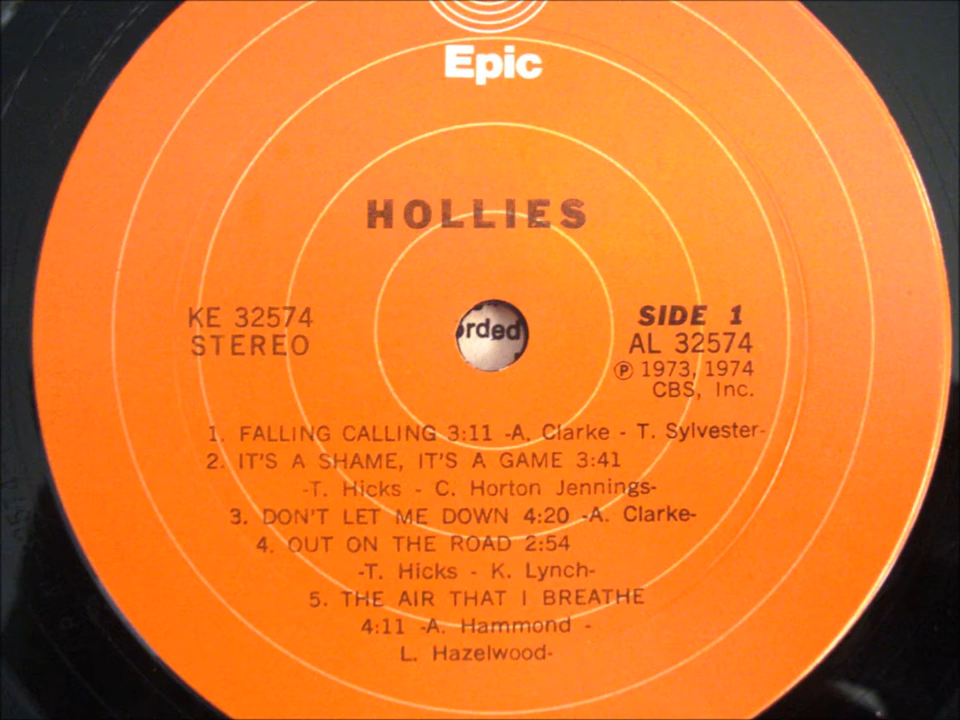 Epic
HOLLIES
KE 32574
STEREO
SIDE 1
AL 32574
Ⓟ 1973, 1974
CBS, Inc.
orded
1. FALLING CALLING 3:11 -A. Clarke - T. Sylvester-
2. IT'S A SHAME, IT'S A GAME 3:41
-T. Hicks - C. Horton Jennings-
3. DON'T LET ME DOWN 4:20 -A. Clarke-
4. OUT ON THE ROAD 2:54
-T. Hicks - K. Lynch-
5. THE AIR THAT I BREATHE
4:11 -A. Hammond -
L. Hazelwood-